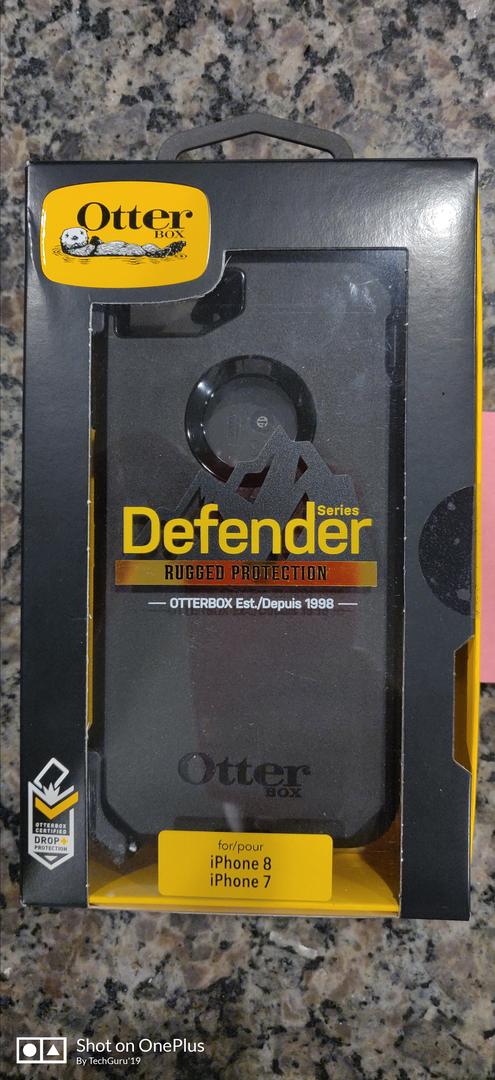 Otter
BOX
Series
Defender
RUGGED PROTECTION
OTTERBOX Est./Depuis 1998
Otter
BOX
OTTERBOX
CERTIFIED
DROP+
PROTECTION
for/pour
iPhone 8
iPhone 7
Shot on OnePlus
By TechGuru'19